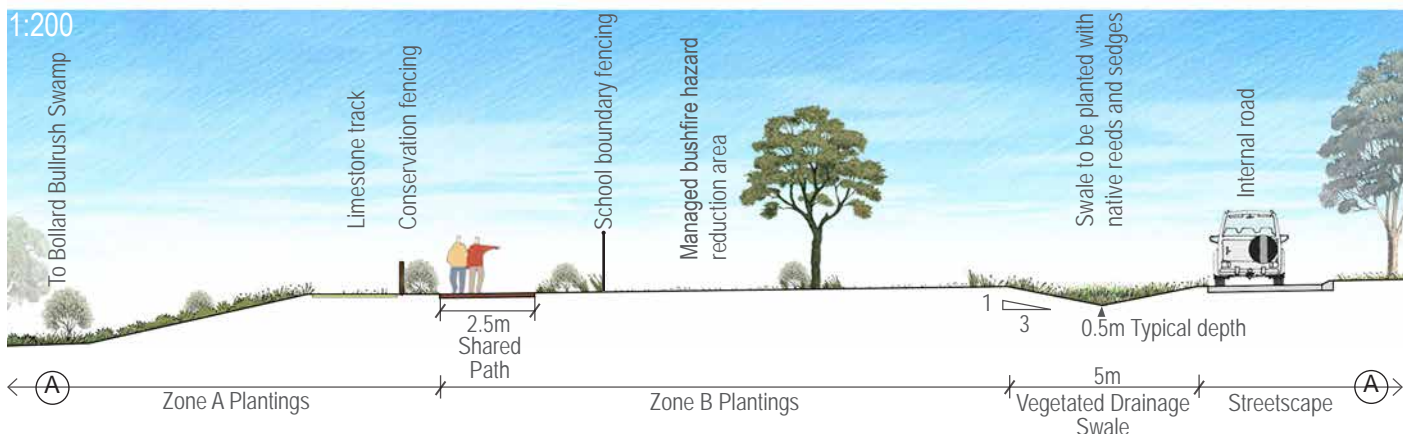 1:200
To Bollard Bullrush Swamp
Limestone track
Conservation fencing
School boundary fencing
Managed bushfire hazard
reduction area
Swale to be planted with
native reeds and sedges
Internal road
2.5m
Shared
Path
1
3
0.5m Typical depth
A
Zone A Plantings
Zone B Plantings
5m
Vegetated Drainage
Swale
Streetscape
A